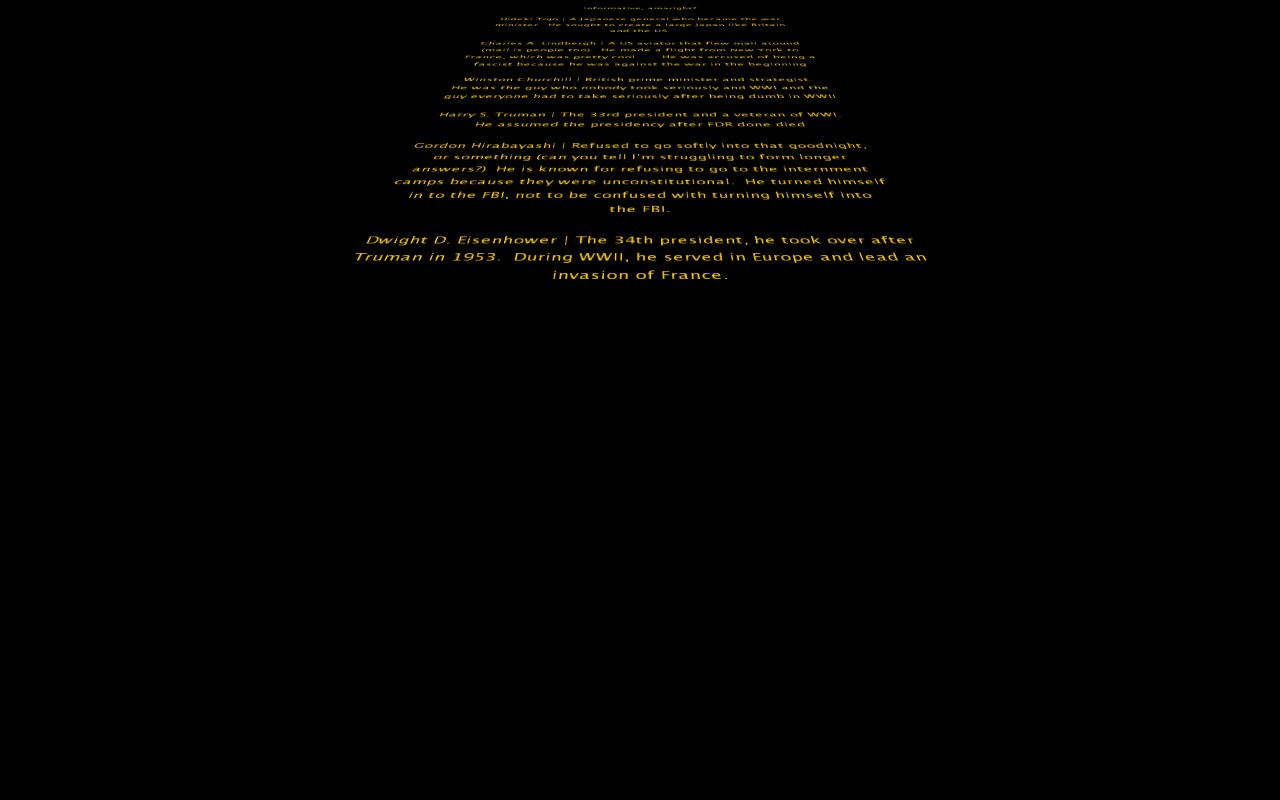 informative, amaright?
Hideki Tojo | A Japanese general who became the war
minister. He sought to create a large Japan like Britain
and the US.
Charles A. Lindbergh | A US aviator that flew mail around
(mail is people too). He made a flight from New York to
France, which was pretty cool. He was accused of being a
fascist because he was against the war in the beginning
Winston Churchill | British prime minister and strategist.
He was the guy who nobody took seriously and WWI and the
guy everyone had to take seriously after being dumb in WWII
Harry S. Truman | The 33rd president and a veteran of WWI.
He assumed the presidency after FDR done died
Gordon Hirabayashi | Refused to go softly into that goodnight,
or something (can you tell I'm struggling to form longer
answers?) He is known for refusing to go to the internment
camps because they were unconstitutional. He turned himself
in to the FBI, not to be confused with turning himself into
the FBI.
Dwight D. Eisenhower | The 34th president, he took over after
Truman in 1953. During WWII, he served in Europe and lead an
invasion of France.